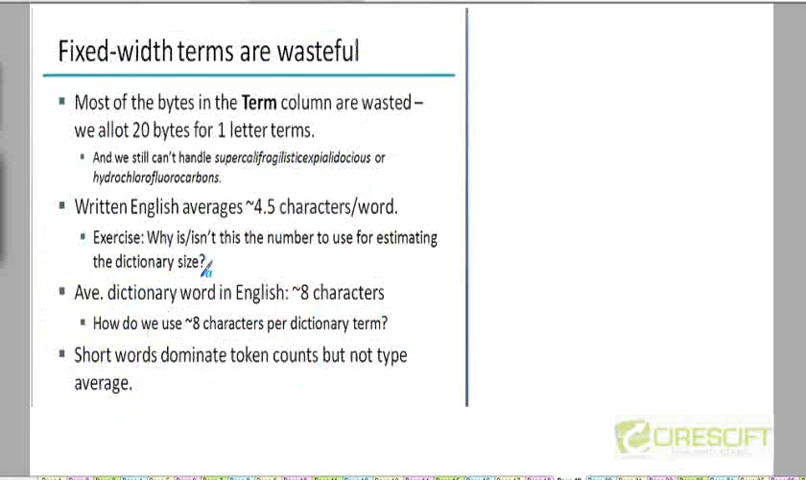 Fixed-width terms are wasteful
Most of the bytes in the Term column are wasted –
we allot 20 bytes for 1 letter terms.
And we still can't handle supercalifragilisticexpialidocious or
hydrochlorofluorocarbons.
Written English averages ~4.5 characters/word.
Exercise: Why is/isn't this the number to use for estimating
the dictionary size?
Ave. dictionary word in English: ~8 characters
How do we use ~8 characters per dictionary term?
Short words dominate token counts but not type
average.